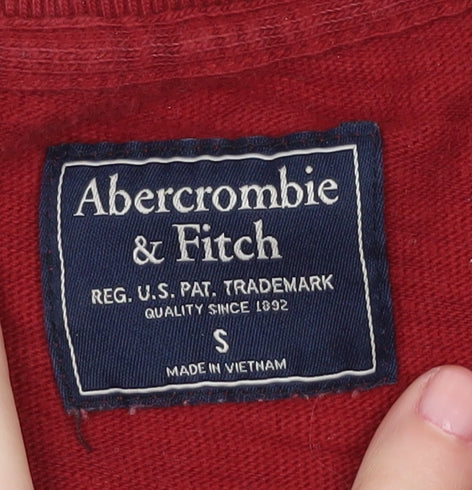 Abercrombie
& Fitch
REG. U.S. PAT. TRADEMARK
QUALITY SINCE 1892
S
MADE IN VIETNAM